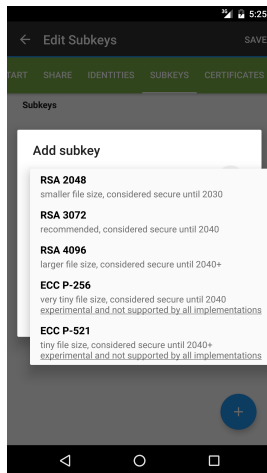 3G 5:25
Edit Subkeys SAVE
TART SHARE IDENTITIES SUBKEYS CERTIFICATES
Subkeys
Add subkey
RSA 2048
smaller file size, considered secure until 2030
RSA 3072
recommended, considered secure until 2040
RSA 4096
larger file size, considered secure until 2040+
ECC P-256
very tiny file size, considered secure until 2040
experimental and not supported by all implementations
ECC P-521
tiny file size, considered secure until 2040+
experimental and not supported by all implementations